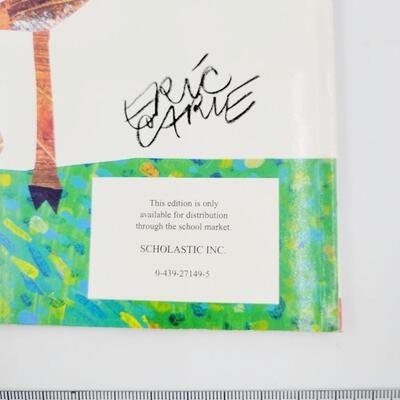 ERIC
CARLE
This edition is only
available for distribution
through the school market.
SCHOLASTIC INC.
0-439-27149-5